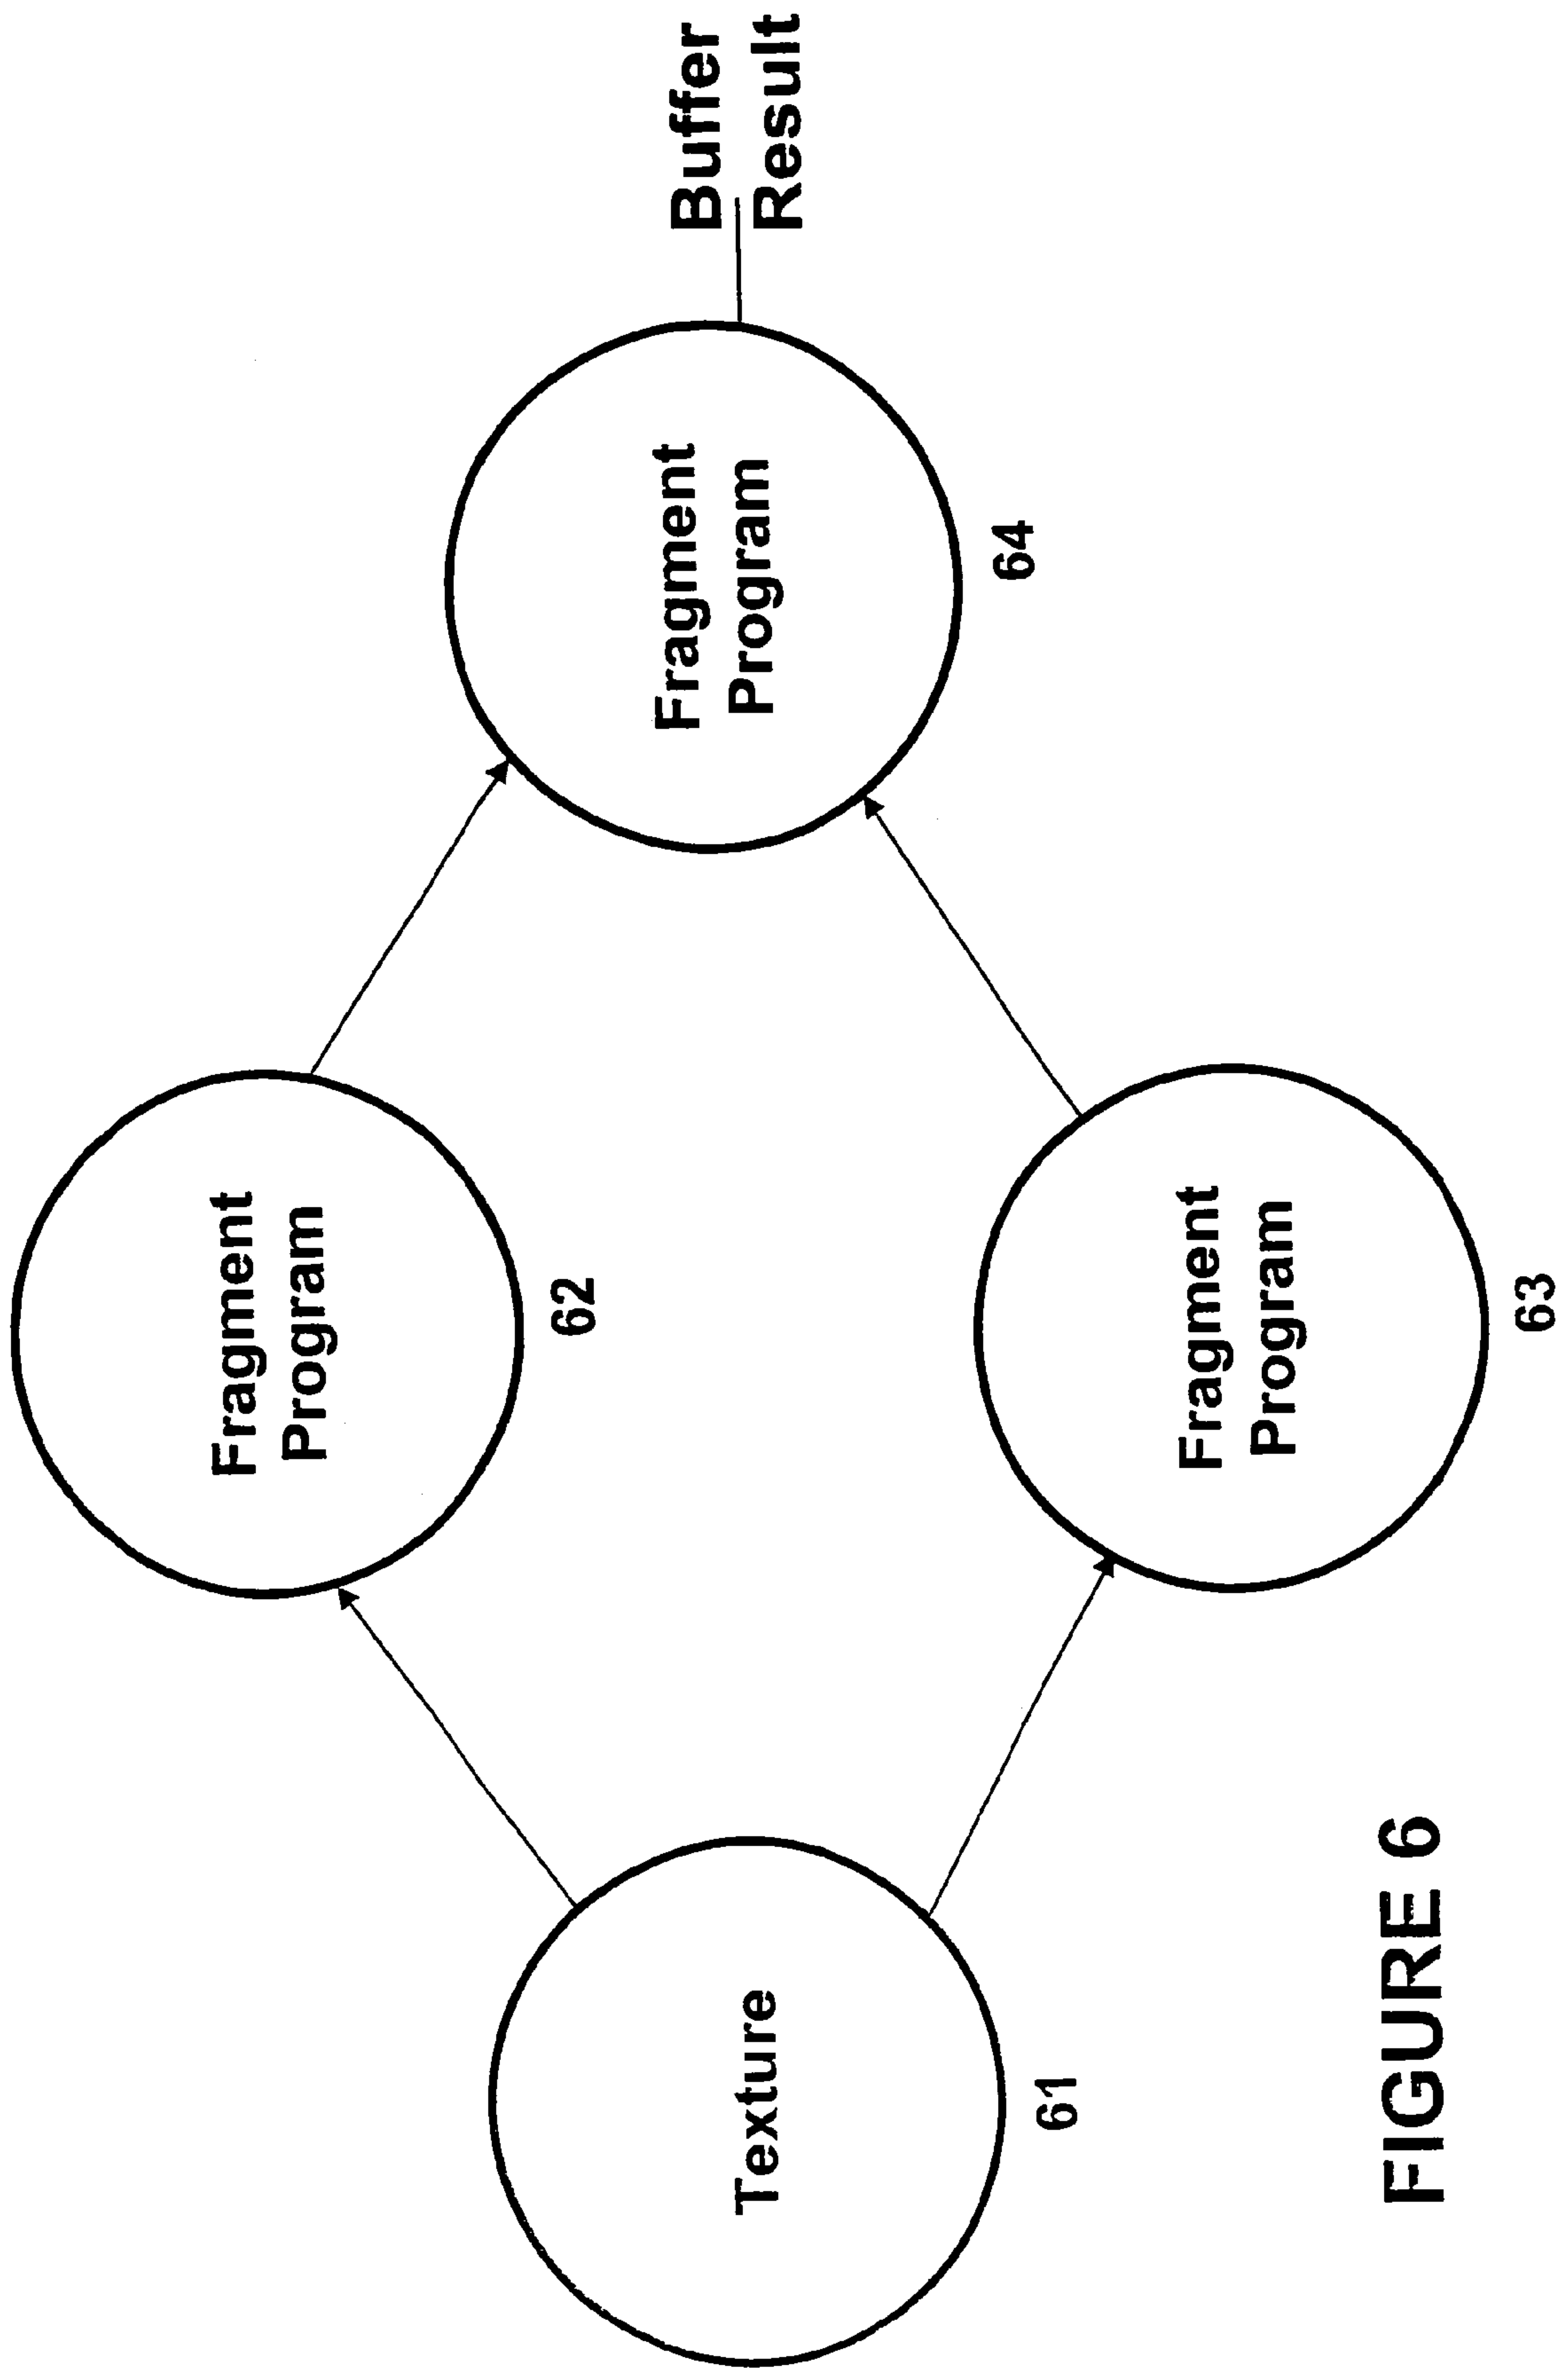 Fragment
Program
62
Texture
61
Fragment
Program
64
Buffer
Result
Fragment
Program
63
FIGURE 6